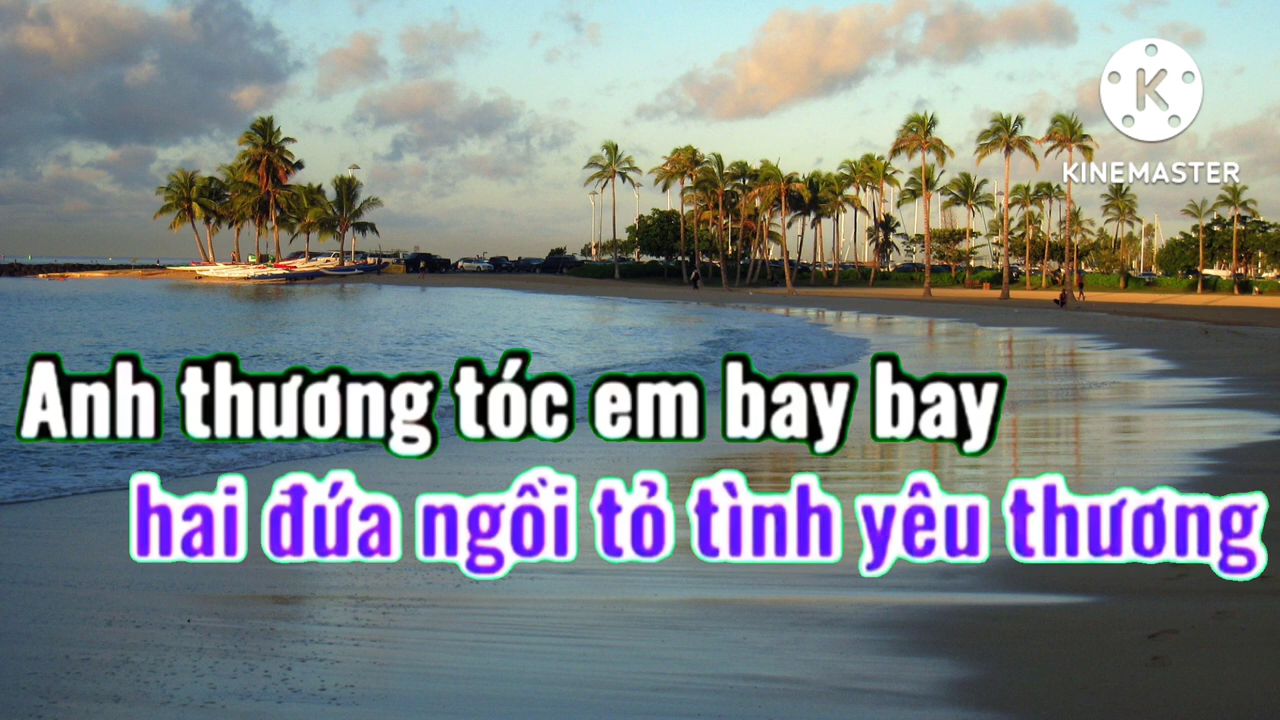 K
KINEMASTER
Anh thương tóc em bay bay
hai đứa ngồi tỏ tình yêu thương